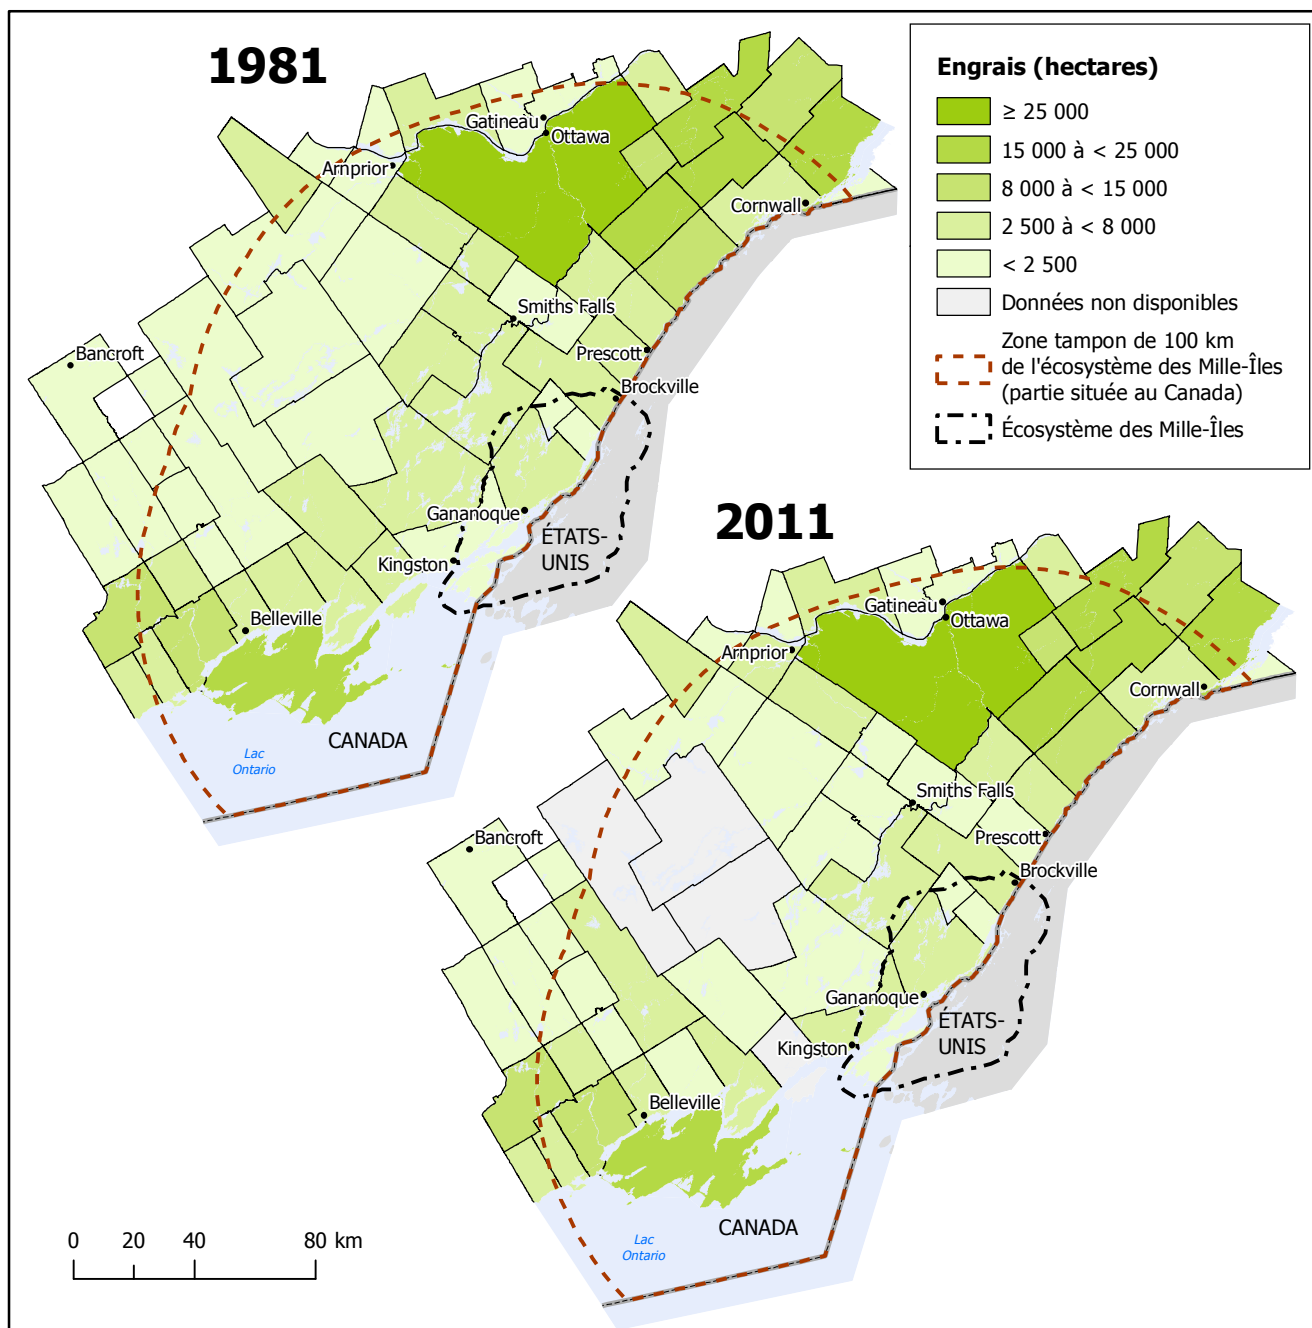 1981
Gatineau
Ottawa
Arnprior
Cornwall
Smiths Falls
Bancroft
Prescott
Brockville
Gananoque
Kingston
ÉTATS-
UNIS
Belleville
CANADA
Lac
Ontario
Engrais (hectares)
≥ 25 000
15 000 à < 25 000
8 000 à < 15 000
2 500 à < 8 000
< 2 500
Données non disponibles
Zone tampon de 100 km
de l'écosystème des Mille-Îles
(partie située au Canada)
Écosystème des Mille-Îles
2011
Gatineau
Ottawa
Arnprior
Cornwall
Smiths Falls
Bancroft
Prescott
Brockville
Gananoque
Kingston
ÉTATS-
UNIS
Belleville
CANADA
Lac
Ontario
0 20 40 80 km